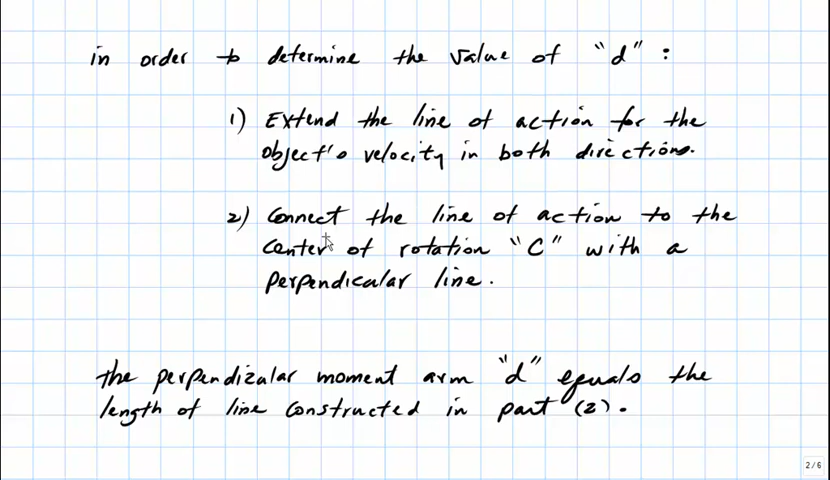 in order to determine the value of "d" :
1) Extend the line of action for the
object's velocity in both directions.
2) Connect the line of action to the
center of rotation "C" with a
perpendicular line.
the perpendicular moment arm "d" equals the
length of line constructed in part (2).
2/6